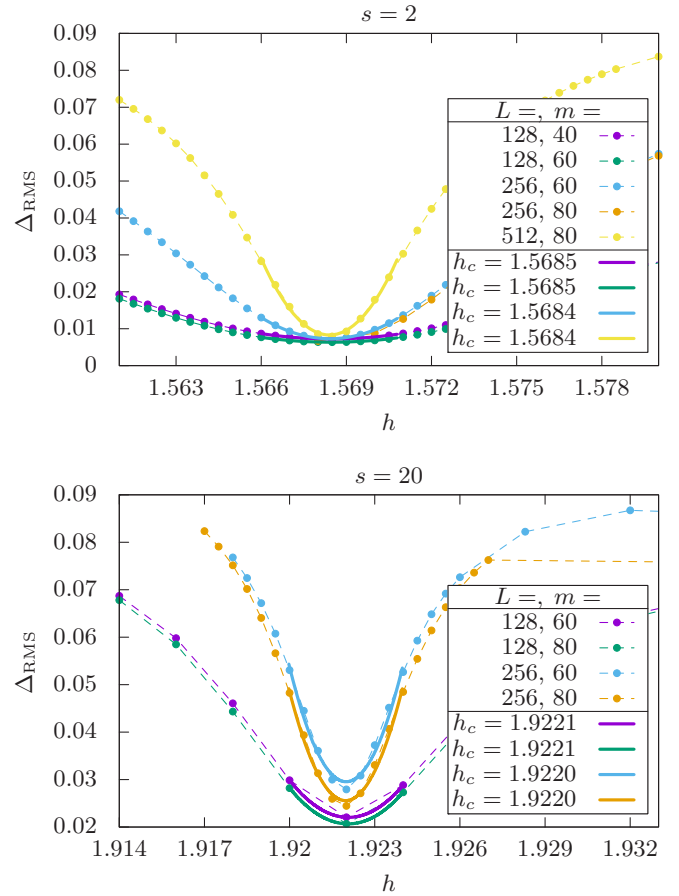 s = 2
0.09
0.08
0.07
0.06
0.05
0.04
0.03
0.02
0.01
0
Δ_RMS
L =, m =
128, 40
128, 60
256, 60
256, 80
512, 80
h_c = 1.5685
h_c = 1.5685
h_c = 1.5684
h_c = 1.5684
1.563 1.566 1.569 1.572 1.575 1.578
h
s = 20
0.09
0.08
0.07
0.06
0.05
0.04
0.03
0.02
Δ_RMS
L =, m =
128, 60
128, 80
256, 60
256, 80
h_c = 1.9221
h_c = 1.9221
h_c = 1.9220
h_c = 1.9220
1.914 1.917 1.92 1.923 1.926 1.929 1.932
h